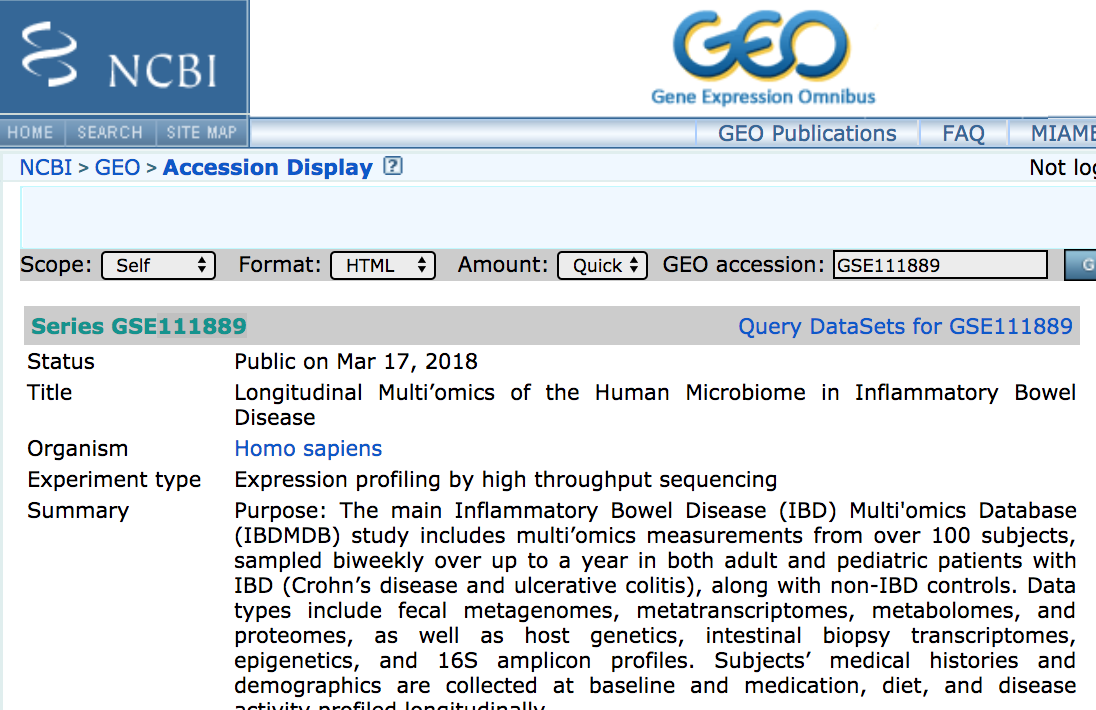 NCBI
GEO
Gene Expression Omnibus
HOME SEARCH SITE MAP GEO Publications FAQ MIAME
NCBI > GEO > Accession Display ? Not log
Scope: Self Format: HTML Amount: Quick GEO accession: GSE111889 G
Series GSE111889 Query DataSets for GSE111889
Status Public on Mar 17, 2018
Title Longitudinal Multi’omics of the Human Microbiome in Inflammatory Bowel
Disease
Organism Homo sapiens
Experiment type Expression profiling by high throughput sequencing
Summary Purpose: The main Inflammatory Bowel Disease (IBD) Multi'omics Database
(IBDMDB) study includes multi’omics measurements from over 100 subjects,
sampled biweekly over up to a year in both adult and pediatric patients with
IBD (Crohn’s disease and ulcerative colitis), along with non-IBD controls. Data
types include fecal metagenomes, metatranscriptomes, metabolomes, and
proteomes, as well as host genetics, intestinal biopsy transcriptomes,
epigenetics, and 16S amplicon profiles. Subjects’ medical histories and
demographics are collected at baseline and medication, diet, and disease
activity profiled longitudinally